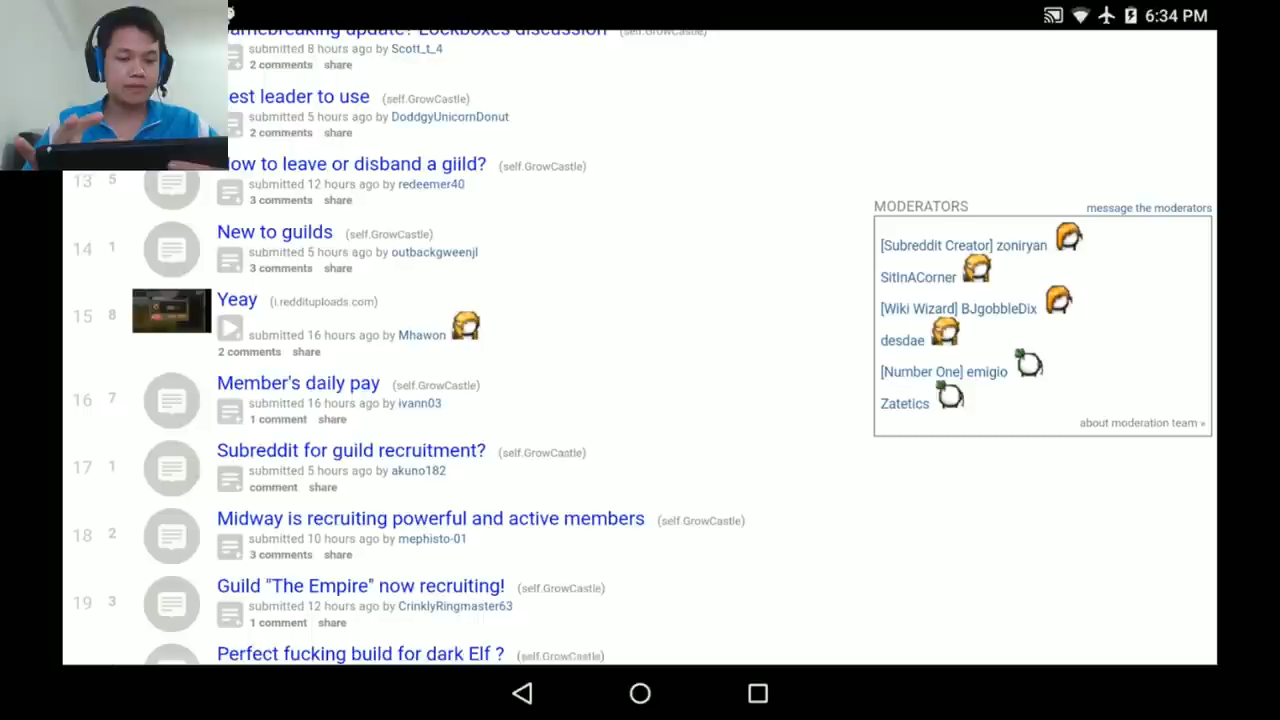 6:34 PM
amebreaking update? Lockboxes discussion (self.GrowCastle)
submitted 8 hours ago by Scott_t_4
2 comments share
est leader to use (self.GrowCastle)
submitted 5 hours ago by DoddgyUnicornDonut
2 comments share
13 5 ow to leave or disband a giild? (self.GrowCastle)
submitted 12 hours ago by redeemer40
3 comments share
14 1 New to guilds (self.GrowCastle)
submitted 5 hours ago by outbackgweenjl
3 comments share
15 8 Yeay (i.reddituploads.com)
submitted 16 hours ago by Mhawon
2 comments share
16 7 Member's daily pay (self.GrowCastle)
submitted 16 hours ago by ivann03
1 comment share
17 1 Subreddit for guild recruitment? (self.GrowCastle)
submitted 5 hours ago by akuno182
comment share
18 2 Midway is recruiting powerful and active members (self.GrowCastle)
submitted 10 hours ago by mephisto-01
3 comments share
19 3 Guild "The Empire" now recruiting! (self.GrowCastle)
submitted 12 hours ago by CrinklyRingmaster63
1 comment share
Perfect fucking build for dark Elf ? (self.GrowCastle)
MODERATORS message the moderators
[Subreddit Creator] zoniryan
SitInACorner
[Wiki Wizard] BJgobbleDix
desdae
[Number One] emigio
Zatetics
about moderation team »